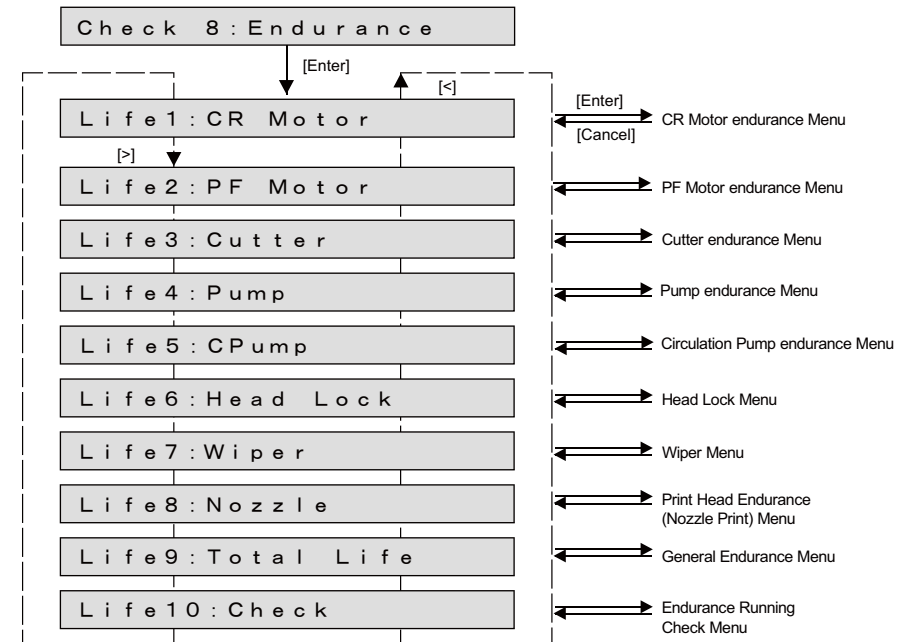 Check 8:Endurance
[Enter]
[<]
Life1:CR Motor
[Enter]
[Cancel]
CR Motor endurance Menu
[>]
Life2:PF Motor
PF Motor endurance Menu
Life3:Cutter
Cutter endurance Menu
Life4:Pump
Pump endurance Menu
Life5:CPump
Circulation Pump endurance Menu
Life6:Head Lock
Head Lock Menu
Life7:Wiper
Wiper Menu
Life8:Nozzle
Print Head Endurance
(Nozzle Print) Menu
Life9:Total Life
General Endurance Menu
Life10:Check
Endurance Running
Check Menu